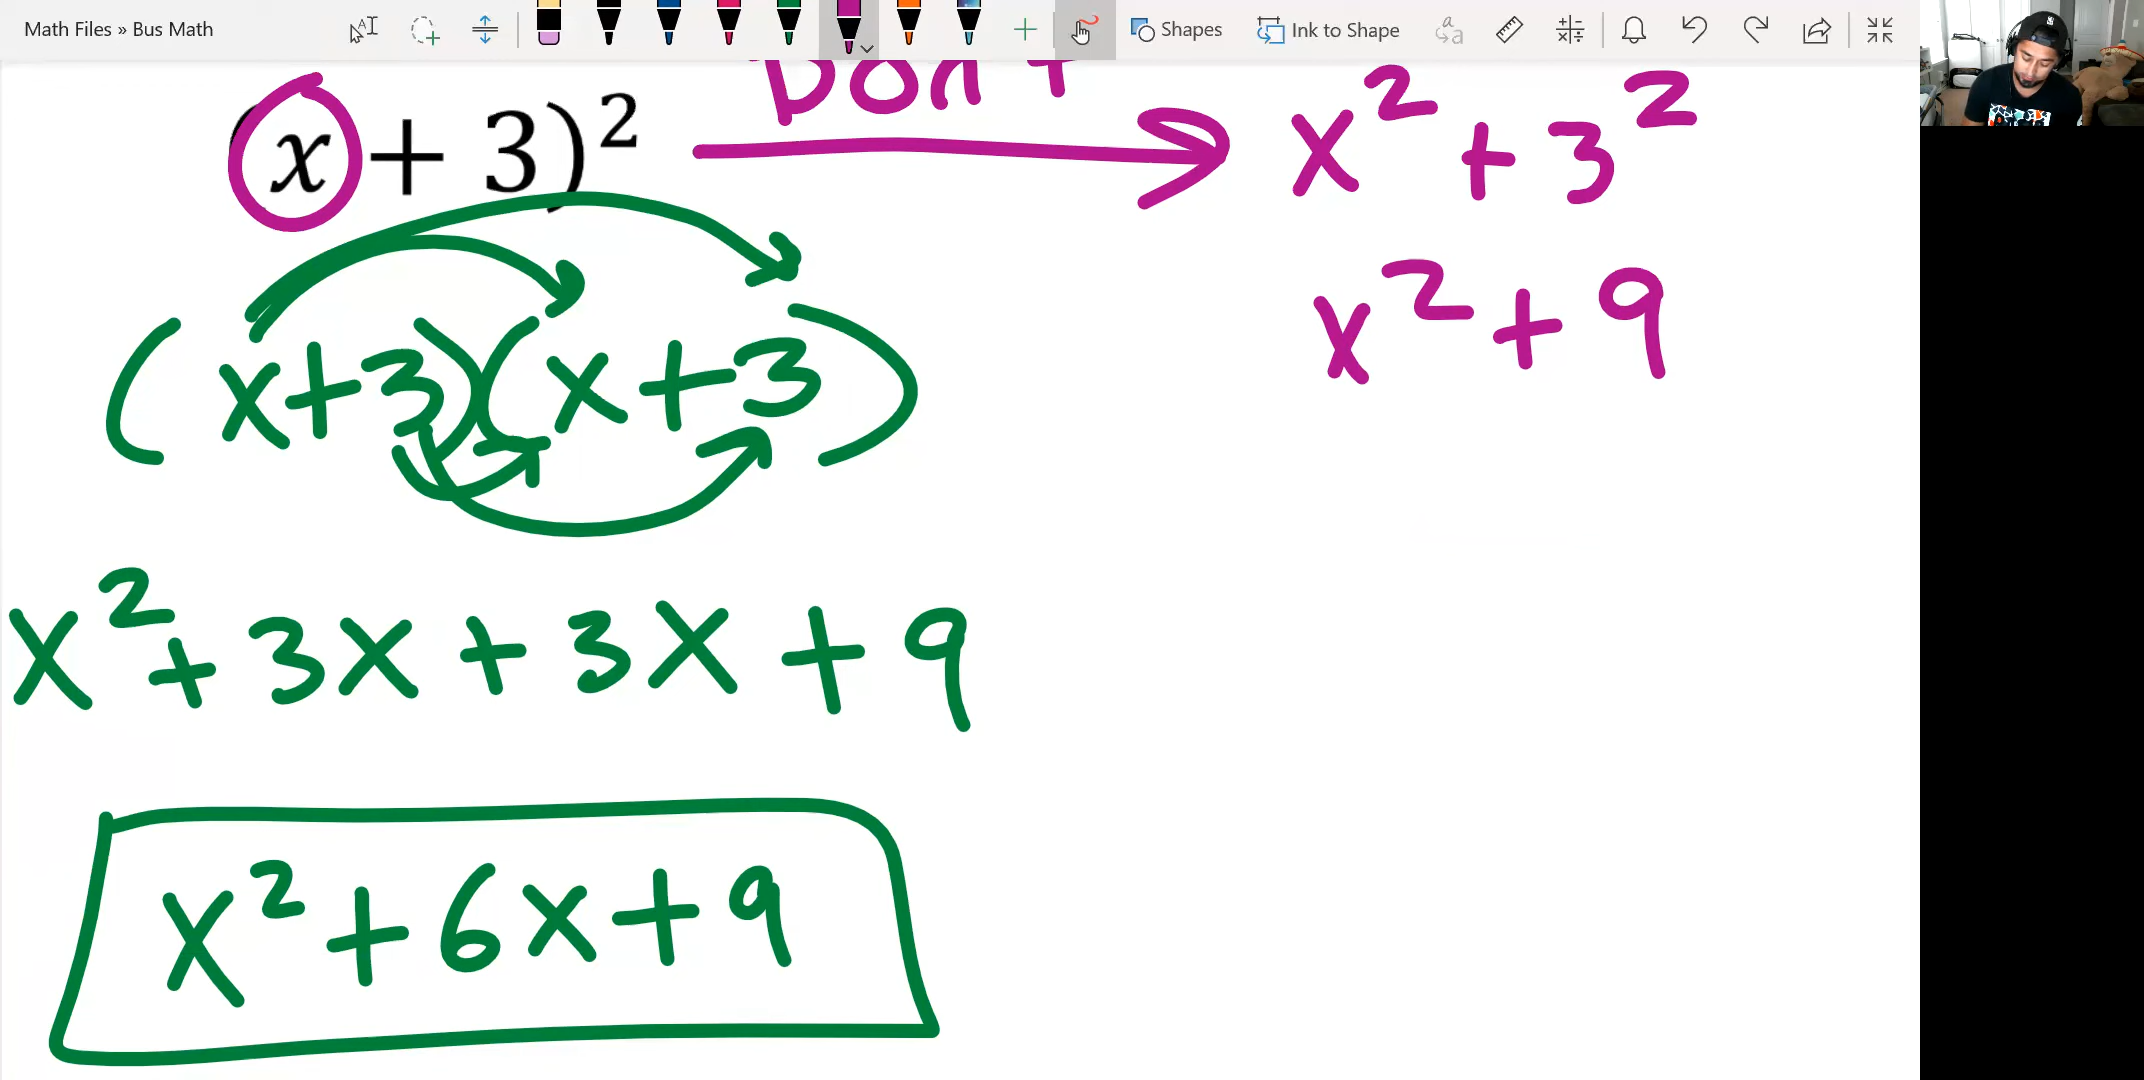 Math Files » Bus Math
Shapes
Ink to Shape
(x + 3)²
Don't
x² + 3²
x² + 9
(x+3)(x+3)
x² + 3x + 3x + 9
x² + 6x + 9